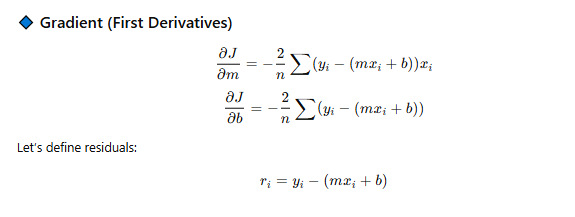 Gradient (First Derivatives)
∂J/∂m = −2/n ∑(yᵢ − (mxᵢ + b))xᵢ
∂J/∂b = −2/n ∑(yᵢ − (mxᵢ + b))
Let's define residuals:
rᵢ = yᵢ − (mxᵢ + b)